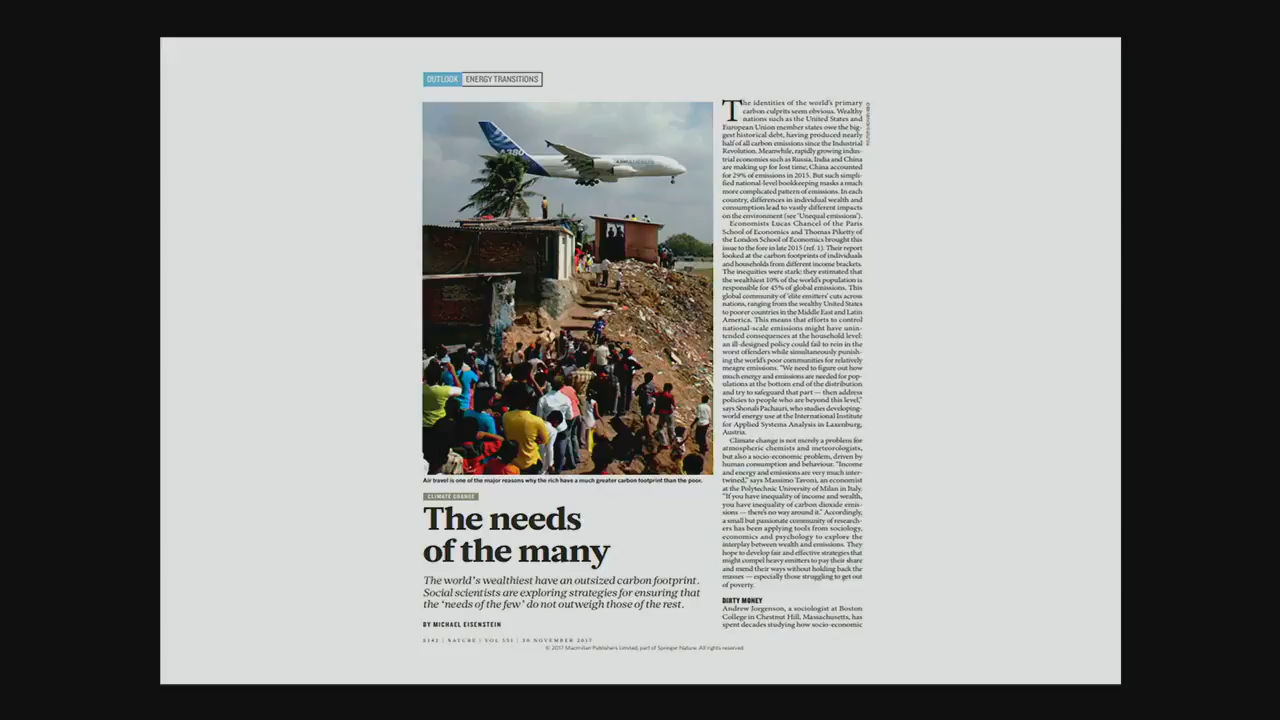 OUTLOOK ENERGY TRANSITIONS
A380
Air travel is one of the major reasons why the rich have a much greater carbon footprint than the poor.
CLIMATE CHANGE
The needs
of the many
The world's wealthiest have an outsized carbon footprint.
Social scientists are exploring strategies for ensuring that
the 'needs of the few' do not outweigh those of the rest.
BY MICHAEL EISENSTEIN
The identities of the world's primary
carbon culprits seem obvious. Wealthy
nations such as the United States and
European Union member states owe the big-
gest historical debt, having produced nearly
half of all carbon emissions since the Industrial
Revolution. Meanwhile, rapidly growing indus-
trial economies such as Russia, India and China
are making up for lost time; China accounted
for 29% of emissions in 2015. But such simpli-
fied national-level bookkeeping masks a much
more complicated pattern of emissions. In each
country, differences in individual wealth and
consumption lead to vastly different impacts
on the environment (see 'Unequal emissions').
Economists Lucas Chancel of the Paris
School of Economics and Thomas Piketty of
the London School of Economics brought this
issue to the fore in late 2015 (ref. 1). Their report
looked at the carbon footprints of individuals
and households from different income brackets.
The inequities were stark: they estimated that
the wealthiest 10% of the world's population is
responsible for 45% of global emissions. This
global community of 'elite emitters' cuts across
nations, ranging from the wealthy United States
to poorer countries in the Middle East and Latin
America. This means that efforts to control
national-scale emissions might have unin-
tended consequences at the household level:
an ill-designed policy could fail to rein in the
worst offenders while simultaneously punish-
ing the world's poor communities for relatively
meagre emissions. "We need to figure out how
much energy and emissions are needed for pop-
ulations at the bottom end of the distribution
and try to safeguard that part — then address
policies to people who are beyond this level,"
says Shonali Pachauri, who studies developing-
world energy use at the International Institute
for Applied Systems Analysis in Laxenburg,
Austria.
Climate change is not merely a problem for
atmospheric chemists and meteorologists,
but also a socio-economic problem, driven by
human consumption and behaviour. "Income
and energy and emissions are very much inter-
twined," says Massimo Tavoni, an economist
at the Polytechnic University of Milan in Italy.
"If you have inequality of income and wealth,
you have inequality of carbon dioxide emis-
sions — there's no way around it." Accordingly,
a small but passionate community of research-
ers has been applying tools from sociology,
economics and psychology to explore the
interplay between wealth and emissions. They
hope to develop fair and effective strategies that
might compel heavy emitters to pay their share
and mend their ways without holding back the
masses — especially those struggling to get out
of poverty.
DIRTY MONEY
Andrew Jorgenson, a sociologist at Boston
College in Chestnut Hill, Massachusetts, has
spent decades studying how socio-economic
S142 | NATURE | VOL 551 | 30 NOVEMBER 2017
© 2017 Macmillan Publishers Limited, part of Springer Nature. All rights reserved.